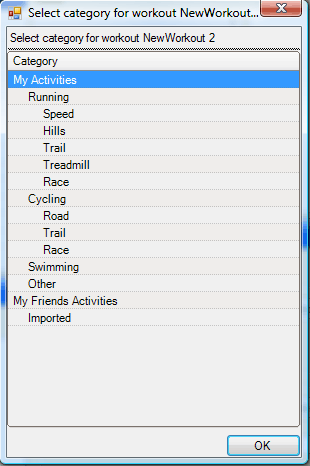 Select category for workout NewWorkout...
Select category for workout NewWorkout 2
Category
My Activities
Running
Speed
Hills
Trail
Treadmill
Race
Cycling
Road
Trail
Race
Swimming
Other
My Friends Activities
Imported
OK